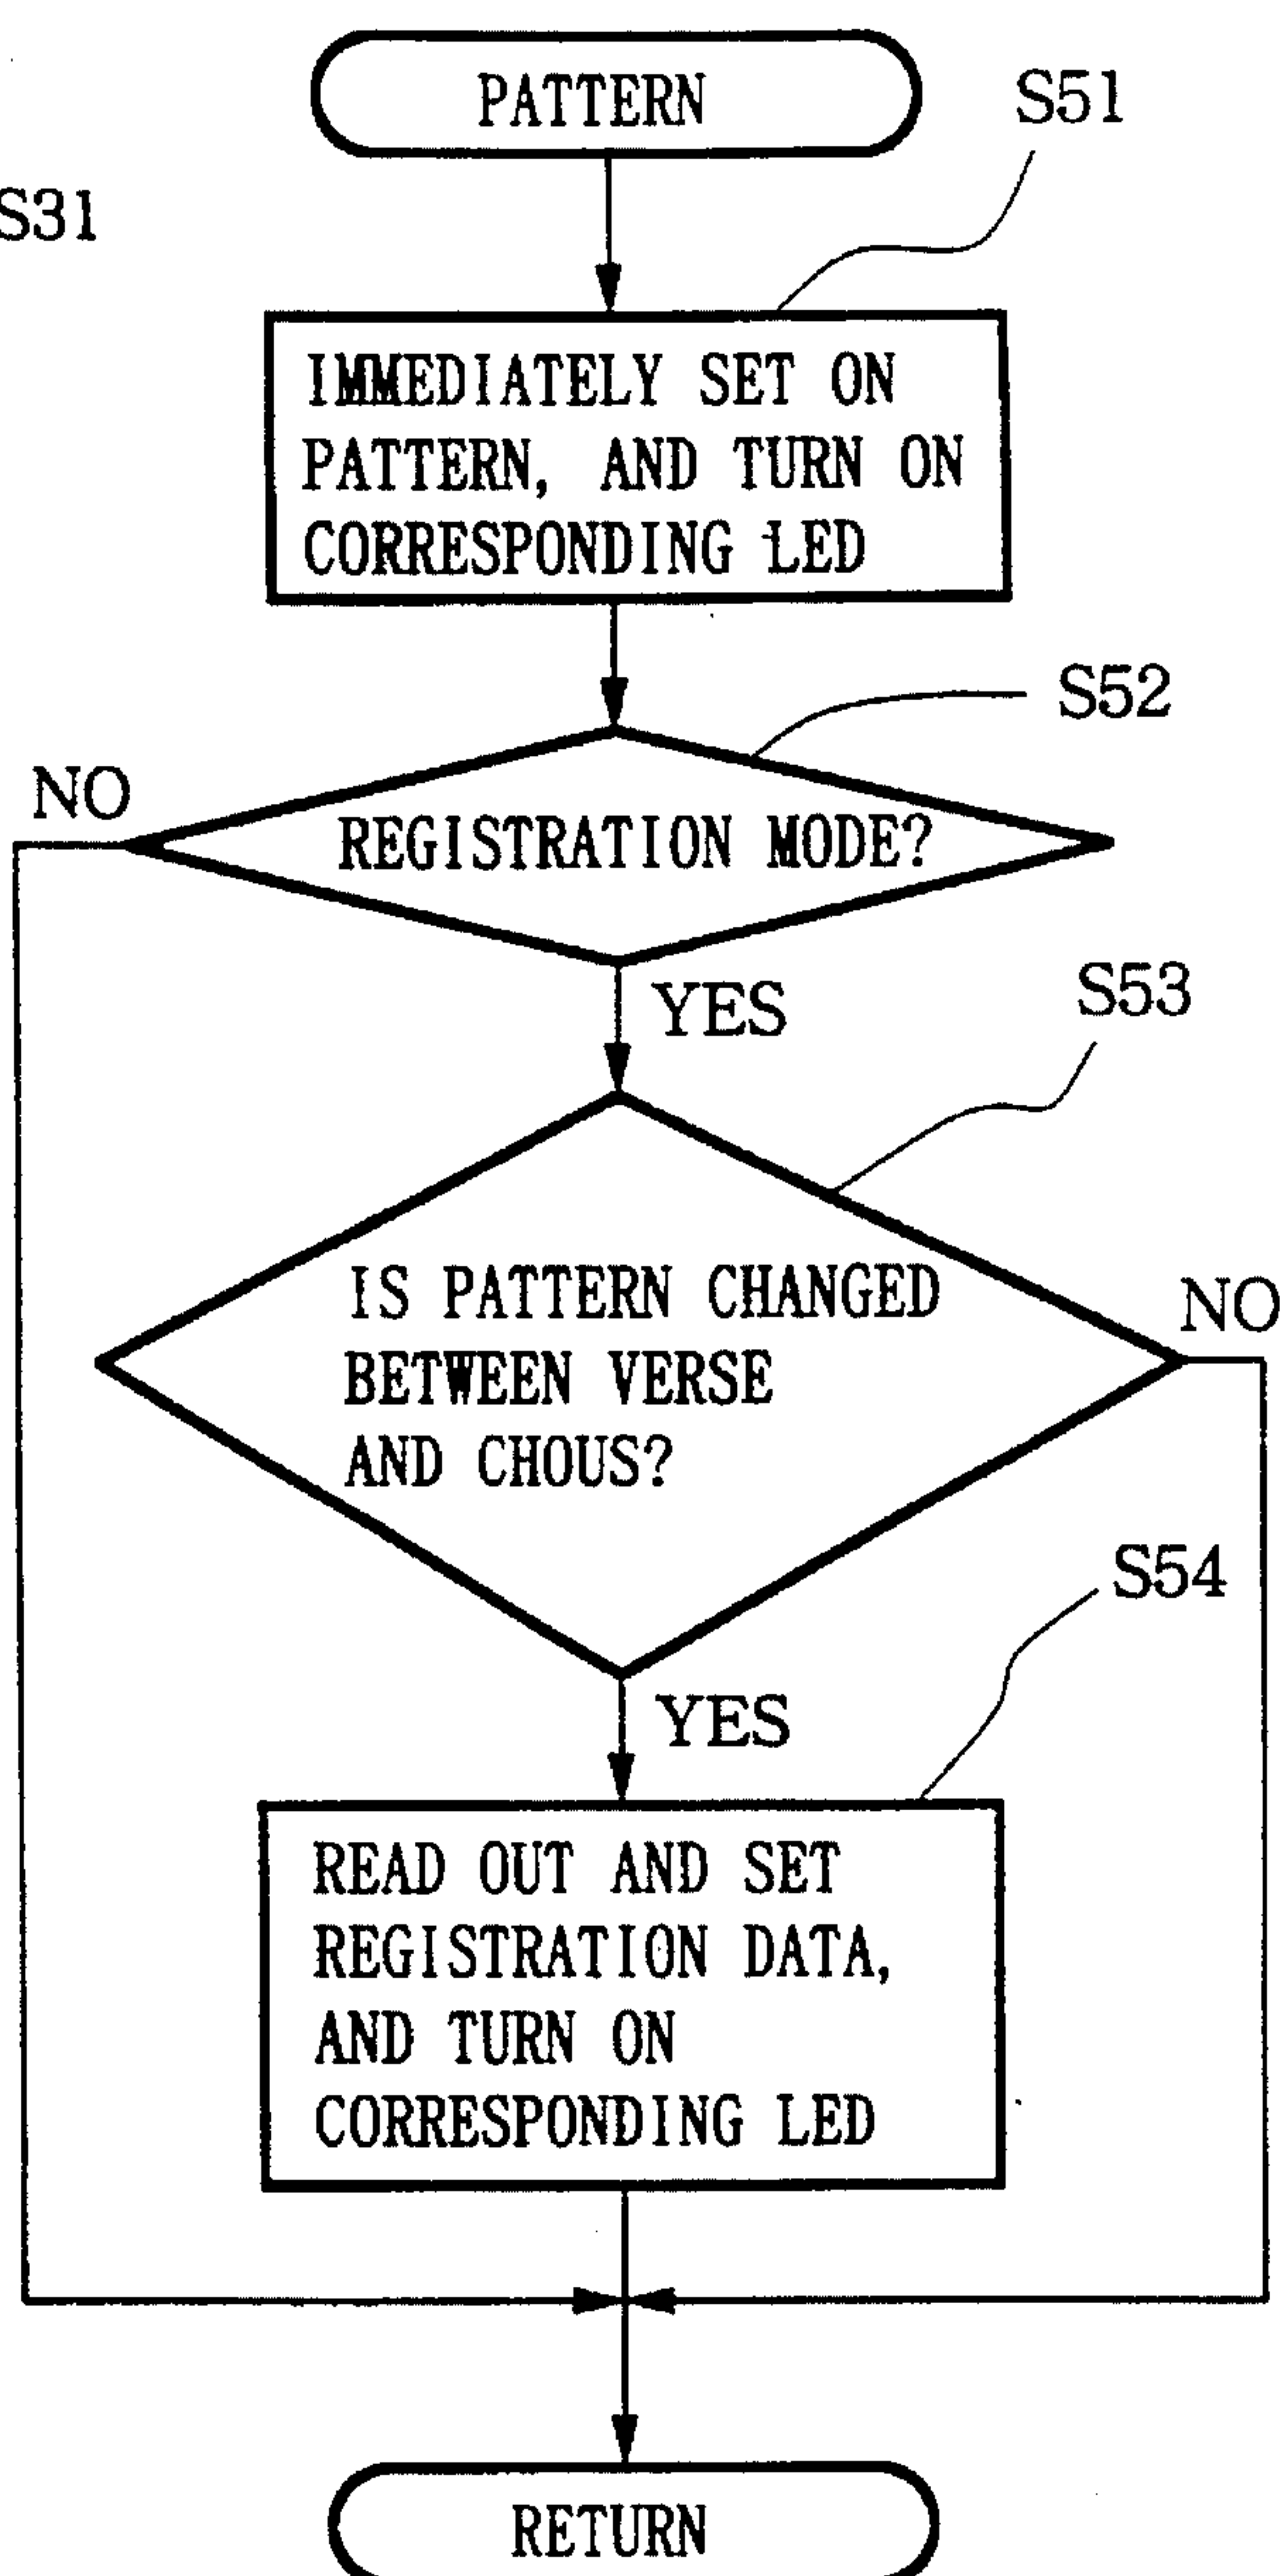 PATTERN
S51
S31
IMMEDIATELY SET ON
PATTERN, AND TURN ON
CORRESPONDING LED
S52
NO
REGISTRATION MODE?
YES
S53
IS PATTERN CHANGED
BETWEEN VERSE
AND CHOUS?
NO
S54
YES
READ OUT AND SET
REGISTRATION DATA,
AND TURN ON
CORRESPONDING LED
RETURN